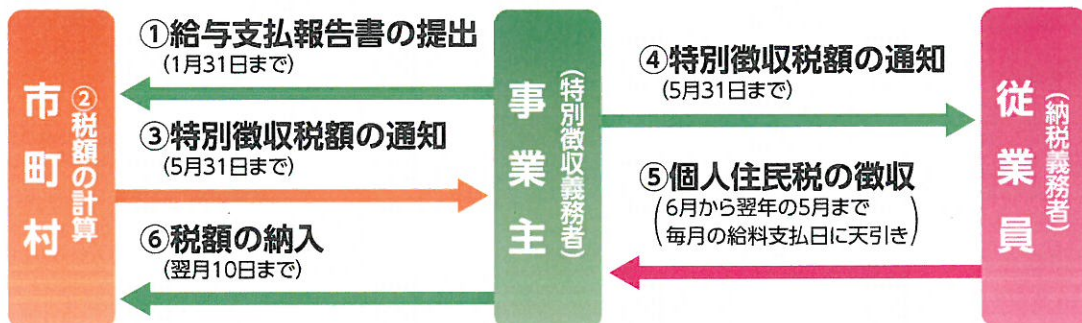 市町村
②税額の計算
①給与支払報告書の提出
(1月31日まで)
③特別徴収税額の通知
(5月31日まで)
⑥税額の納入
(翌月10日まで)
事業主
(特別徴収義務者)
④特別徴収税額の通知
(5月31日まで)
⑤個人住民税の徴収
(6月から翌年の5月まで
毎月の給料支払日に天引き)
従業員
(納税義務者)